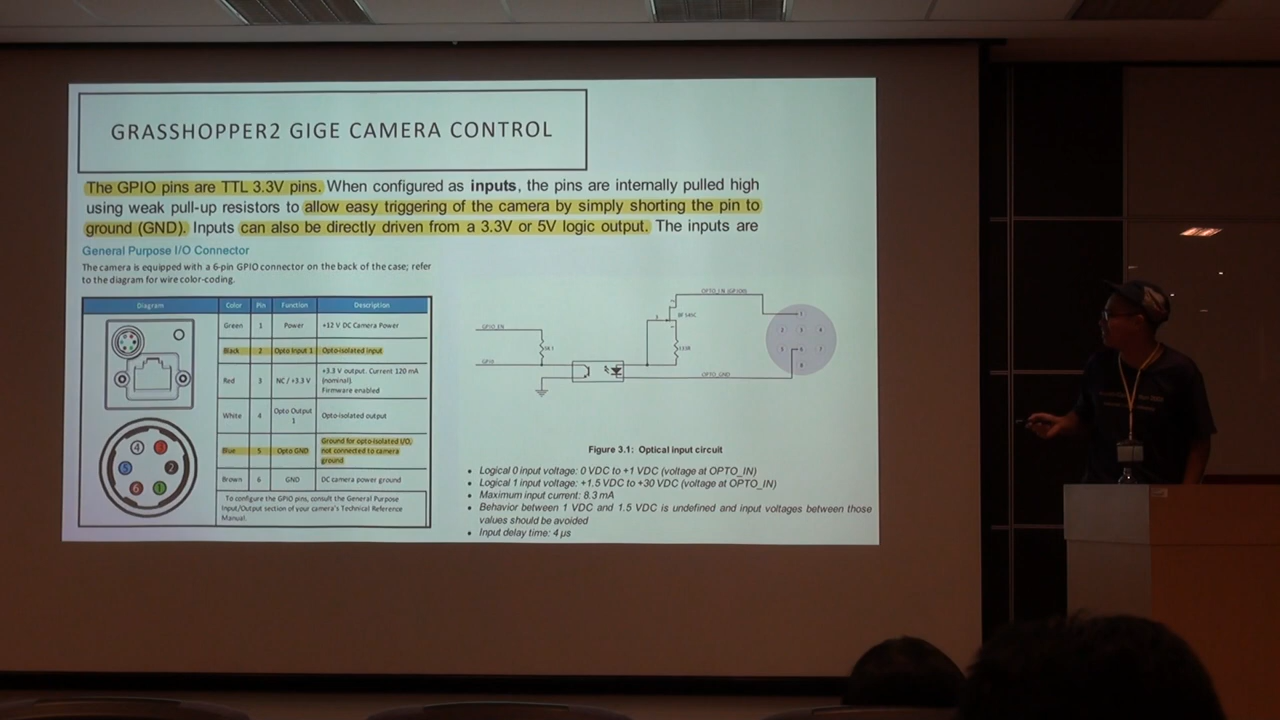 GRASSHOPPER2 GIGE CAMERA CONTROL
The GPIO pins are TTL 3.3V pins. When configured as inputs, the pins are internally pulled high
using weak pull-up resistors to allow easy triggering of the camera by simply shorting the pin to
ground (GND). Inputs can also be directly driven from a 3.3V or 5V logic output. The inputs are
General Purpose I/O Connector
The camera is equipped with a 6-pin GPIO connector on the back of the case; refer
to the diagram for wire color-coding.
Diagram Color Pin Function Description
Green 1 Power +12 V DC Camera Power
Black 2 Opto Input 1 Opto-isolated input
Red 3 NC / +3.3 V +3.3 V output. Current 120 mA
(nominal)
Firmware enabled
White 4 Opto Output
1 Opto-isolated output
Blue 5 Opto GND Ground for opto-isolated I/O,
not connected to camera
ground
Brown 6 GND DC camera power ground
To configure the GPIO pins, consult the General Purpose
Input/Output section of your camera's Technical Reference
Manual.
4 3
5 2
6 1
OPTO_IN (GPIO0)
GPIO_EN
GPIO
OPTO_GND
Figure 3.1: Optical input circuit
• Logical 0 input voltage: 0 VDC to +1 VDC (voltage at OPTO_IN)
• Logical 1 input voltage: +1.5 VDC to +30 VDC (voltage at OPTO_IN)
• Maximum input current: 8.3 mA
• Behavior between 1 VDC and 1.5 VDC is undefined and input voltages between those
values should be avoided
• Input delay time: 4 μs